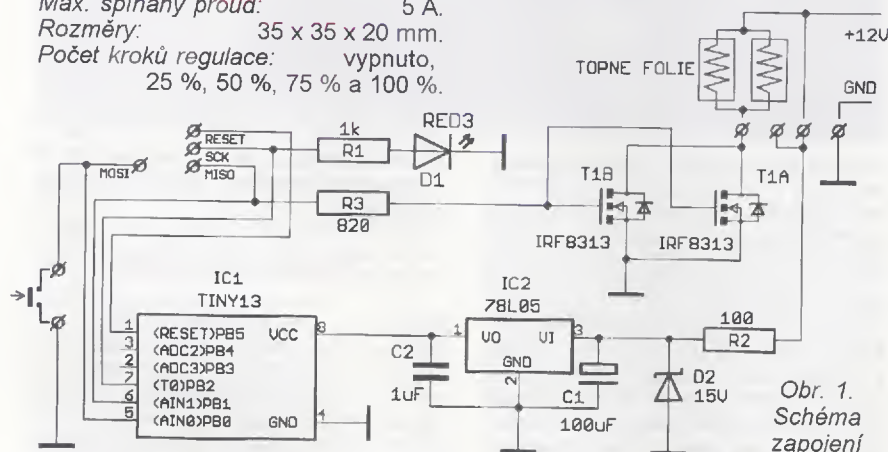 Max. spínaný proud: 5 A.
Rozměry: 35 x 35 x 20 mm.
Počet kroků regulace: vypnuto,
25 %, 50 %, 75 % a 100 %.
+12V
TOPNE FOLIE
GND
RESET
SCK
MISO
MOSI
1k
R1
RED3
D1
R3
820
T1B
IRF8313
T1A
IRF8313
IC1
TINY13
1 (RESET)PB5
3 (ADC2)PB4
2 (ADC3)PB3
7 (T0)PB2
6 (AIN1)PB1
5 (AIN0)PB0
VCC 8
GND 4
C2
1uF
IC2
78L05
1 VO
VI 3
GND
2
C1
100uF
100
R2
D2
15V
Obr. 1.
Schéma
zapojení